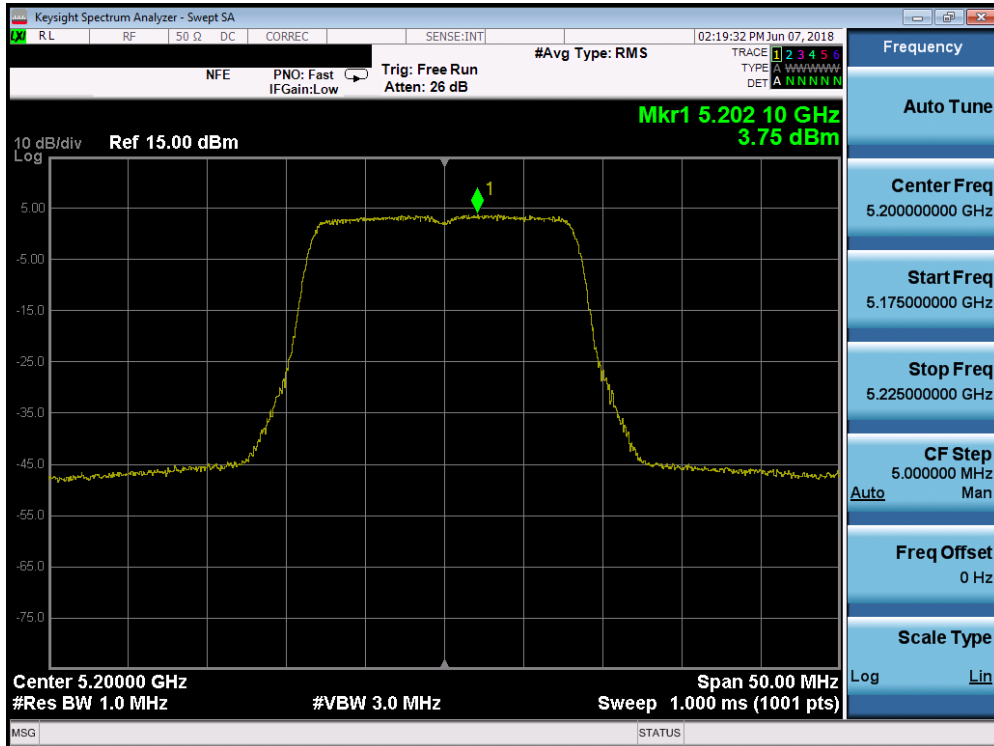 Keysight Spectrum Analyzer - Swept SA
LXI RL RF 50 Ω DC CORREC SENSE:INT 02:19:32 PM Jun 07, 2018
NFE PNO: Fast Trig: Free Run #Avg Type: RMS TRACE 1 2 3 4 5 6
IFGain:Low Atten: 26 dB TYPE A WWWWW
DET A N N N N N
Mkr1 5.202 10 GHz
3.75 dBm
10 dB/div Ref 15.00 dBm
Log
1
5.00
-5.00
-15.0
-25.0
-35.0
-45.0
-55.0
-65.0
-75.0
Center 5.20000 GHz Span 50.00 MHz
#Res BW 1.0 MHz #VBW 3.0 MHz Sweep 1.000 ms (1001 pts)
MSG STATUS
Frequency
Auto Tune
Center Freq
5.200000000 GHz
Start Freq
5.175000000 GHz
Stop Freq
5.225000000 GHz
CF Step
5.000000 MHz
Auto Man
Freq Offset
0 Hz
Scale Type
Log Lin